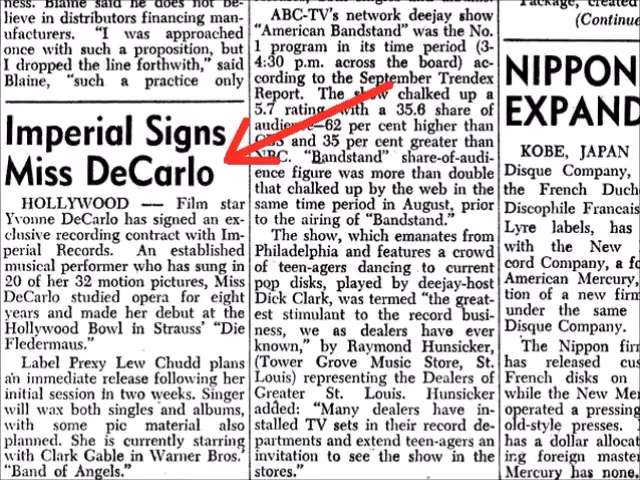 ness. Blaine said he does not be-
lieve in distributors financing man-
ufacturers. "I was approached
once with such a proposition, but
I dropped the line forthwith," said
Blaine, "such a practice only
Imperial Signs
Miss DeCarlo
HOLLYWOOD — Film star
Yvonne DeCarlo has signed an ex-
clusive recording contract with Im-
perial Records. An established
musical performer who has sung in
20 of her 32 motion pictures, Miss
DeCarlo studied opera for eight
years and made her debut at the
Hollywood Bowl in Strauss' "Die
Fledermaus."
Label Prexy Lew Chudd plans
an immediate release following her
initial session in two weeks. Singer
will wax both singles and albums,
with some pic material also
planned. She is currently starring
with Clark Gable in Warner Bros.'
"Band of Angels."
ABC-TV's network deejay show
"American Bandstand" was the No.
1 program in its time period (3-
4:30 p.m. across the board) ac-
cording to the September Trendex
Report. The show chalked up a
5.7 rating with a 35.6 share of
audience—62 per cent higher than
CBS and 35 per cent greater than
NBC. "Bandstand" share-of-audi-
ence figure was more than double
that chalked up by the web in the
same time period in August, prior
to the airing of "Bandstand."
The show, which emanates from
Philadelphia and features a crowd
of teen-agers dancing to current
pop disks, played by deejay-host
Dick Clark, was termed "the great-
est stimulant to the record busi-
ness, we as dealers have ever
known," by Raymond Hunsicker,
(Tower Grove Music Store, St.
Louis) representing the Dealers of
Greater St. Louis. Hunsicker
added: "Many dealers have in-
stalled TV sets in their record de-
partments and extend teen-agers an
invitation to see the show in the
stores."
Package, created
(Continue
NIPPON
EXPAND
KOBE, JAPAN
Disque Company,
the French Duch
Discophile Francais
Lyre labels, has
with the New
cord Company, a fo
American Mercury,
tion of a new firm
under the same
Disque Company.
The Nippon firm
has released cus
French disks on
while the New Mer
operated a pressing
old-style presses.
has a dollar allocat
ing foreign master
Mercury has none.